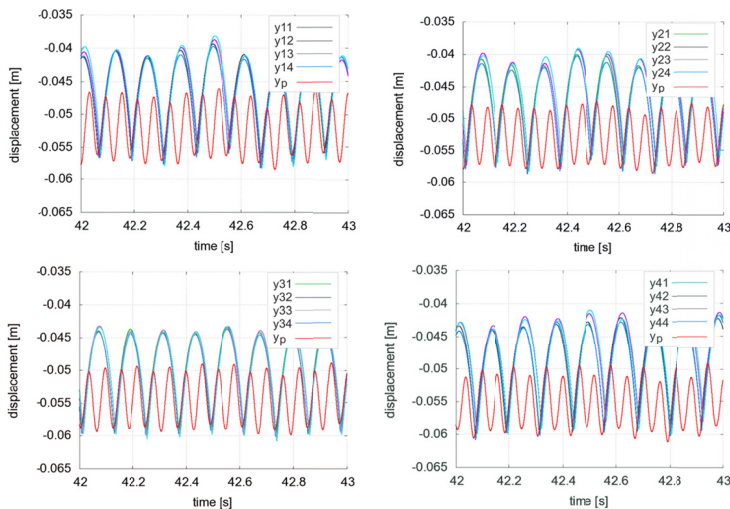 -0.035
-0.04
-0.045
-0.05
-0.055
-0.06
-0.065
displacement [m]
y11
y12
y13
y14
yp
42 42.2 42.4 42.6 42.8 43
time [s]
-0.035
-0.04
-0.045
-0.05
-0.055
-0.06
-0.065
displacement [m]
y21
y22
y23
y24
yp
42 42.2 42.4 42.6 42.8 43
time [s]
-0.035
-0.04
-0.045
-0.05
-0.055
-0.06
-0.065
displacement [m]
y31
y32
y33
y34
yp
42 42.2 42.4 42.6 42.8 43
time [s]
-0.035
-0.04
-0.045
-0.05
-0.055
-0.06
-0.065
displacement [m]
y41
y42
y43
y44
yp
42 42.2 42.4 42.6 42.8 43
time [s]